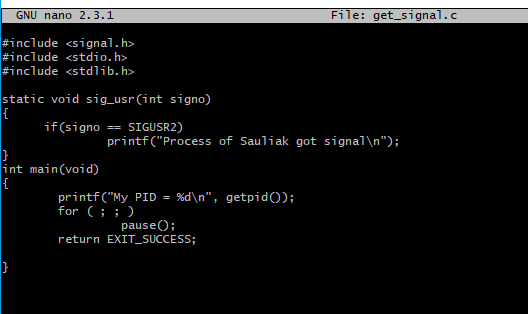 GNU nano 2.3.1 File: get_signal.c
#include <signal.h>
#include <stdio.h>
#include <stdlib.h>
static void sig_usr(int signo)
{
if(signo == SIGUSR2)
printf("Process of Sauliak got signal\n");
}
int main(void)
{
printf("My PID = %d\n", getpid());
for ( ; ; )
pause();
return EXIT_SUCCESS;
}